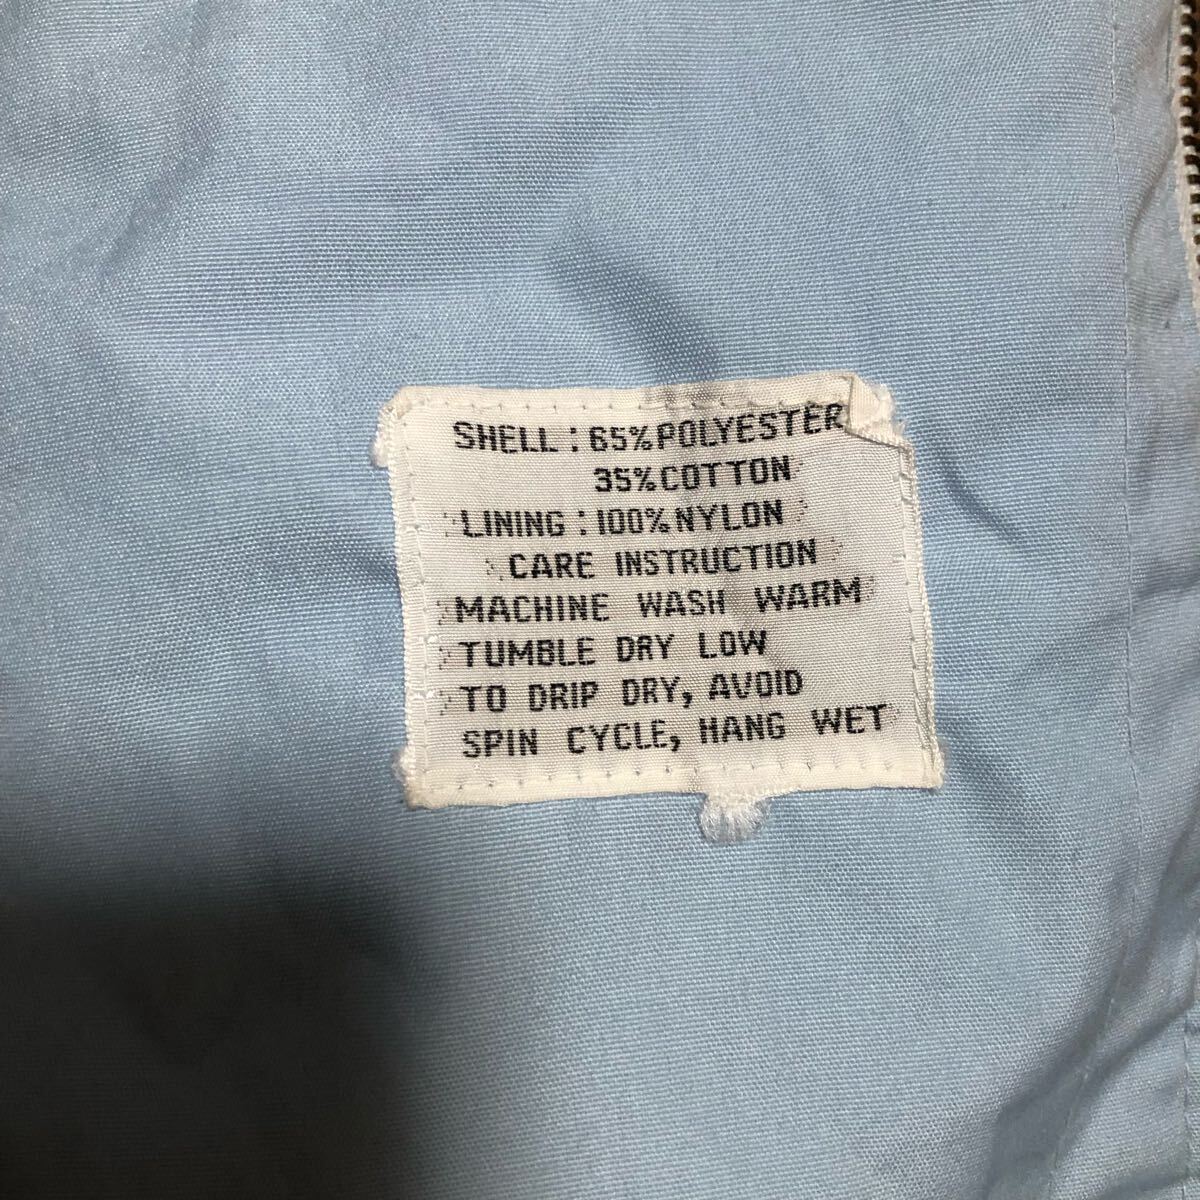 SHELL : 65% POLYESTER
35% COTTON
LINING : 100% NYLON
CARE INSTRUCTION
MACHINE WASH WARM
TUMBLE DRY LOW
TO DRIP DRY, AVOID
SPIN CYCLE, HANG WET